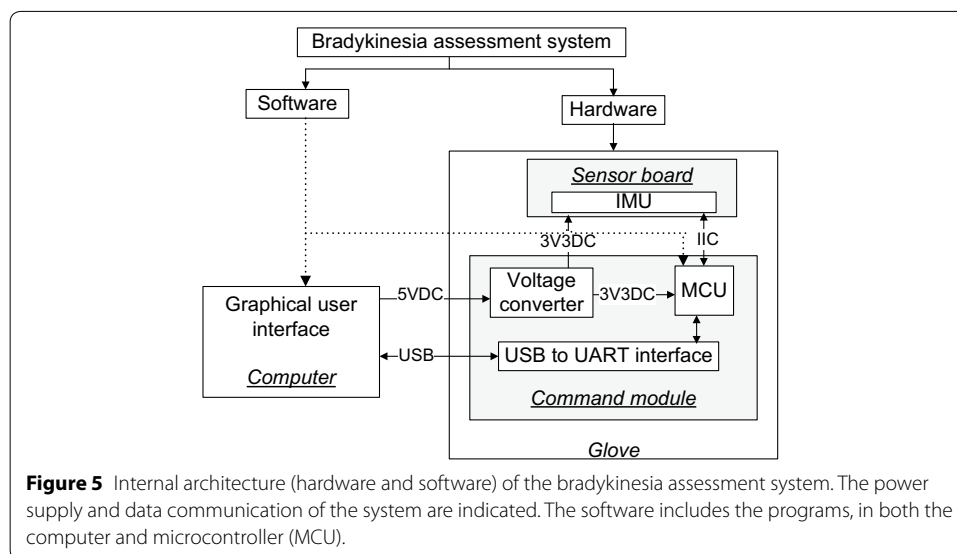 Bradykinesia assessment system
Software
Hardware
Sensor board
IMU
3V3DC
IIC
Graphical user
interface
Computer
5VDC
Voltage
converter
3V3DC
MCU
USB
USB to UART interface
Command module
Glove
Figure 5 Internal architecture (hardware and software) of the bradykinesia assessment system. The power
supply and data communication of the system are indicated. The software includes the programs, in both the
computer and microcontroller (MCU).